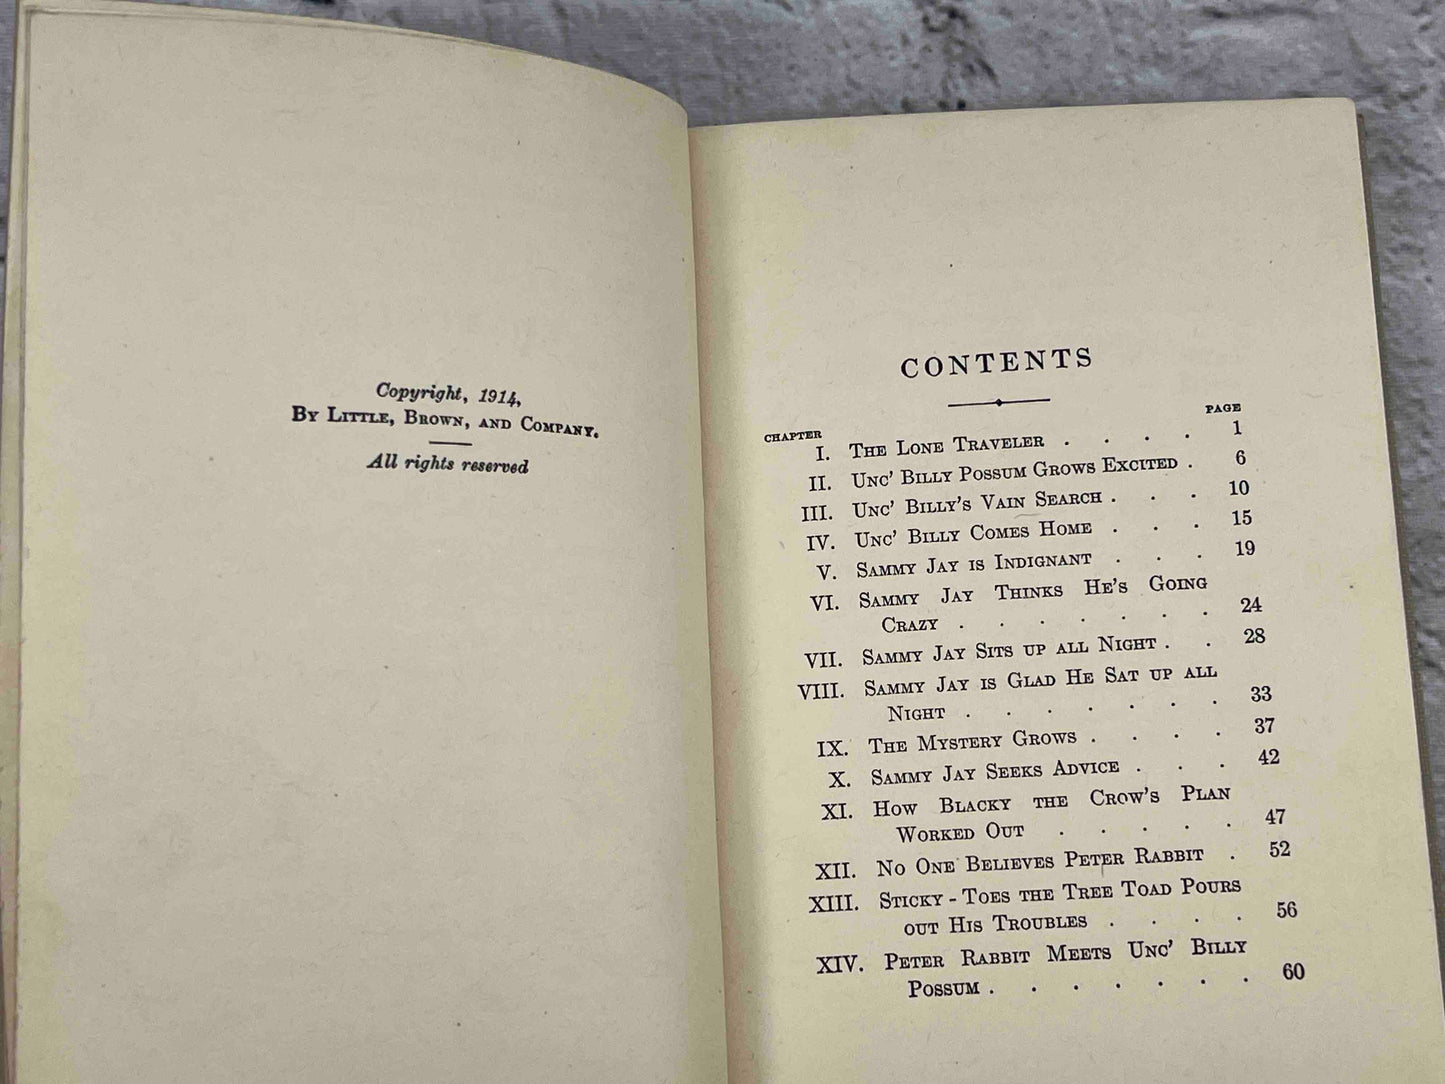 Copyright, 1914,
By Little, Brown, and Company.
All rights reserved
CONTENTS
CHAPTER PAGE
I. The Lone Traveler . . . . 1
II. Unc' Billy Possum Grows Excited . 6
III. Unc' Billy's Vain Search . . . 10
IV. Unc' Billy Comes Home . . . 15
V. Sammy Jay is Indignant . . . 19
VI. Sammy Jay Thinks He's Going
Crazy . . . . . . . 24
VII. Sammy Jay Sits up all Night . . 28
VIII. Sammy Jay is Glad He Sat up all
Night . . . . . . . 33
IX. The Mystery Grows . . . . 37
X. Sammy Jay Seeks Advice . . . 42
XI. How Blacky the Crow's Plan
Worked Out . . . . . 47
XII. No One Believes Peter Rabbit . 52
XIII. Sticky-Toes the Tree Toad Pours
out His Troubles . . . . 56
XIV. Peter Rabbit Meets Unc' Billy
Possum . . . . . . . 60